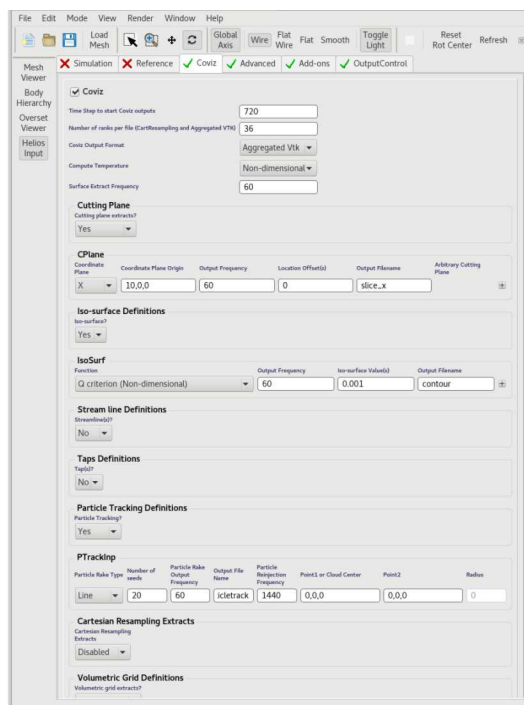 File Edit Mode View Render Window Help
Load Mesh
Global Axis
Wire
Flat Wire
Flat
Smooth
Toggle Light
Reset Rot Center
Refresh
Mesh Viewer
Body Hierarchy
Overset Viewer
Helios Input
Simulation Reference Coviz Advanced Add-ons OutputControl
Coviz
Time Step to start Coviz outputs 720
Number of ranks per file (CartResampling and Aggregated VTK) 36
Coviz Output Format Aggregated Vtk
Compute Temperature Non-dimensional
Surface Extract Frequency 60
Cutting Plane
Cutting plane extracts?
Yes
CPlane
Coordinate Plane Coordinate Plane Origin Output Frequency Location Offset(s) Output Filename Arbitrary Cutting Plane
X 10,0,0 60 0 slice_x
Iso-surface Definitions
Iso-surface?
Yes
IsoSurf
Function Output Frequency Iso-surface Value(s) Output Filename
Q criterion (Non-dimensional) 60 0.001 contour
Stream line Definitions
Streamline(s)?
No
Taps Definitions
Tap(s)?
No
Particle Tracking Definitions
Particle Tracking?
Yes
PTrackInp
Particle Rake Type Number of seeds Particle Rake Output Frequency Output File Name Particle Reinjection Frequency Point1 or Cloud Center Point2 Radius
Line 20 60 icletrack 1440 0,0,0 0,0,0 0
Cartesian Resampling Extracts
Cartesian Resampling Extracts
Disabled
Volumetric Grid Definitions
Volumetric grid extracts?